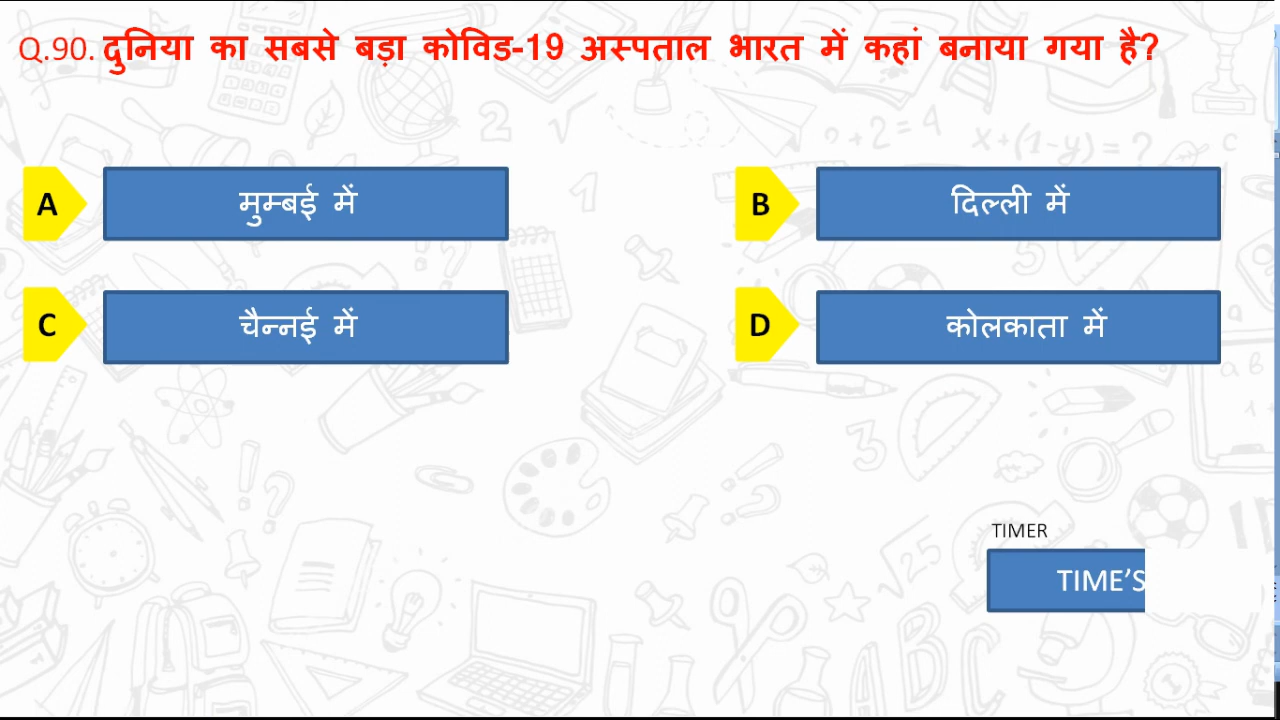 Q.90. दुनिया का सबसे बड़ा कोविड-19 अस्पताल भारत में कहां बनाया गया है?
A मुम्बई में
B दिल्ली में
C चैन्नई में
D कोलकाता में
TIMER
TIME’S